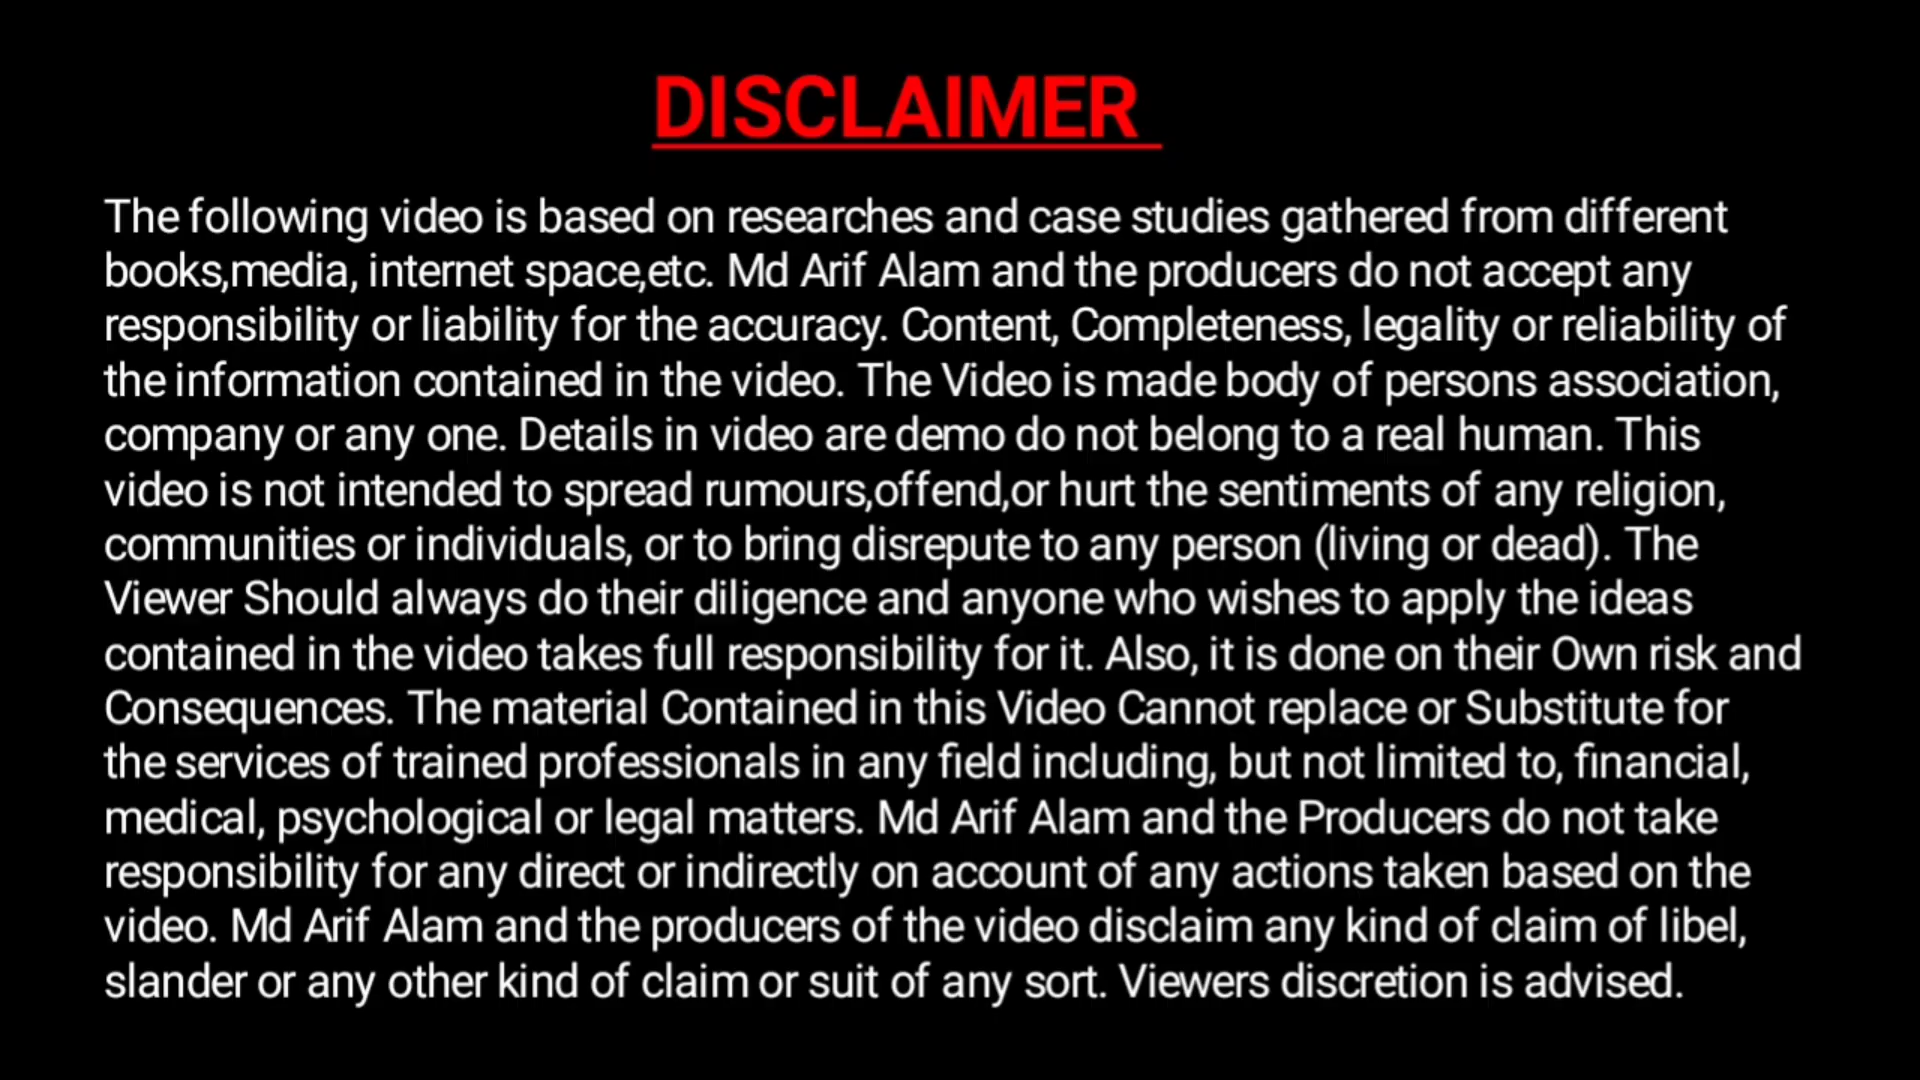 DISCLAIMER
The following video is based on researches and case studies gathered from different
books,media, internet space,etc. Md Arif Alam and the producers do not accept any
responsibility or liability for the accuracy. Content, Completeness, legality or reliability of
the information contained in the video. The Video is made body of persons association,
company or any one. Details in video are demo do not belong to a real human. This
video is not intended to spread rumours,offend,or hurt the sentiments of any religion,
communities or individuals, or to bring disrepute to any person (living or dead). The
Viewer Should always do their diligence and anyone who wishes to apply the ideas
contained in the video takes full responsibility for it. Also, it is done on their Own risk and
Consequences. The material Contained in this Video Cannot replace or Substitute for
the services of trained professionals in any field including, but not limited to, financial,
medical, psychological or legal matters. Md Arif Alam and the Producers do not take
responsibility for any direct or indirectly on account of any actions taken based on the
video. Md Arif Alam and the producers of the video disclaim any kind of claim of libel,
slander or any other kind of claim or suit of any sort. Viewers discretion is advised.